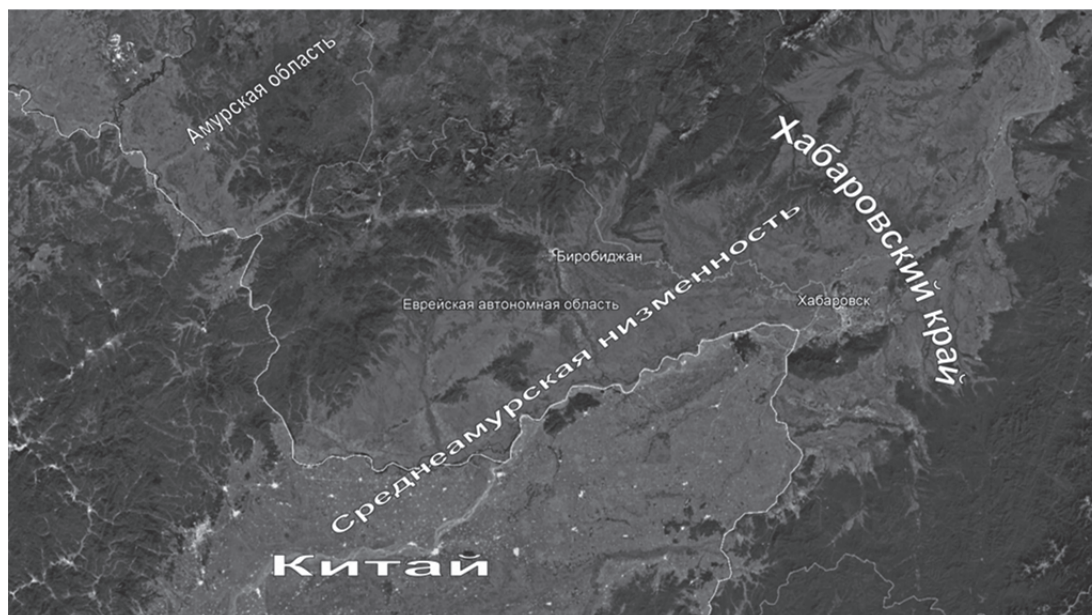 Амурская область
Хабаровский край
Среднеамурская низменность
Биробиджан
Еврейская автономная область
Хабаровск
Китай